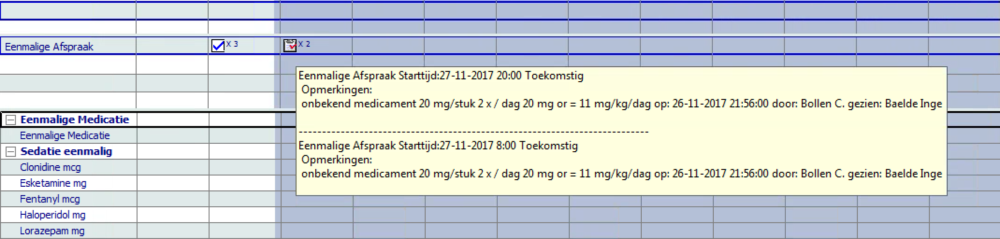 Eenmalige Afspraak
X 3
X 2
Eenmalige Afspraak Starttijd:27-11-2017 20:00 Toekomstig
Opmerkingen:
onbekend medicament 20 mg/stuk 2 x / dag 20 mg or = 11 mg/kg/dag op: 26-11-2017 21:56:00 door: Bollen C. gezien: Baelde Inge
---------------------------------------------------------------------------
Eenmalige Afspraak Starttijd:27-11-2017 8:00 Toekomstig
Opmerkingen:
onbekend medicament 20 mg/stuk 2 x / dag 20 mg or = 11 mg/kg/dag op: 26-11-2017 21:56:00 door: Bollen C. gezien: Baelde Inge
Eenmalige Medicatie
Eenmalige Medicatie
Sedatie eenmalig
Clonidine mcg
Esketamine mg
Fentanyl mcg
Haloperidol mg
Lorazepam mg